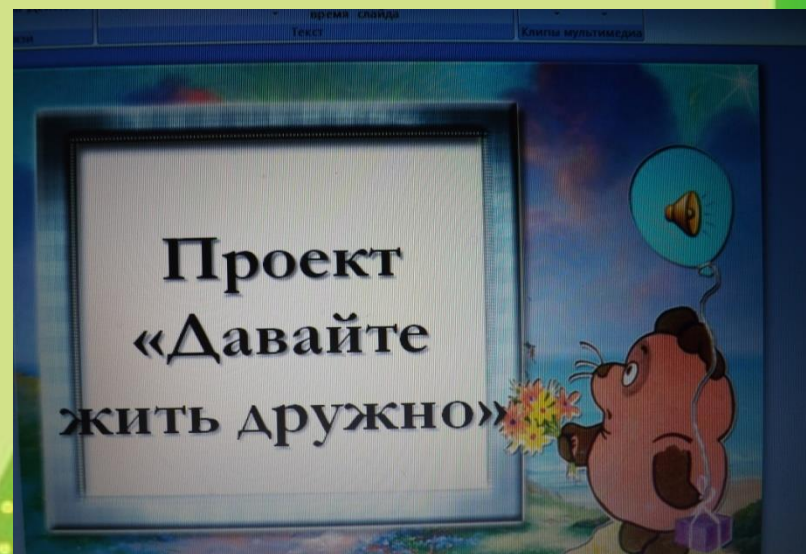 время слайда
Текст
Клипы мультимедиа
Проект
«Давайте
жить дружно»